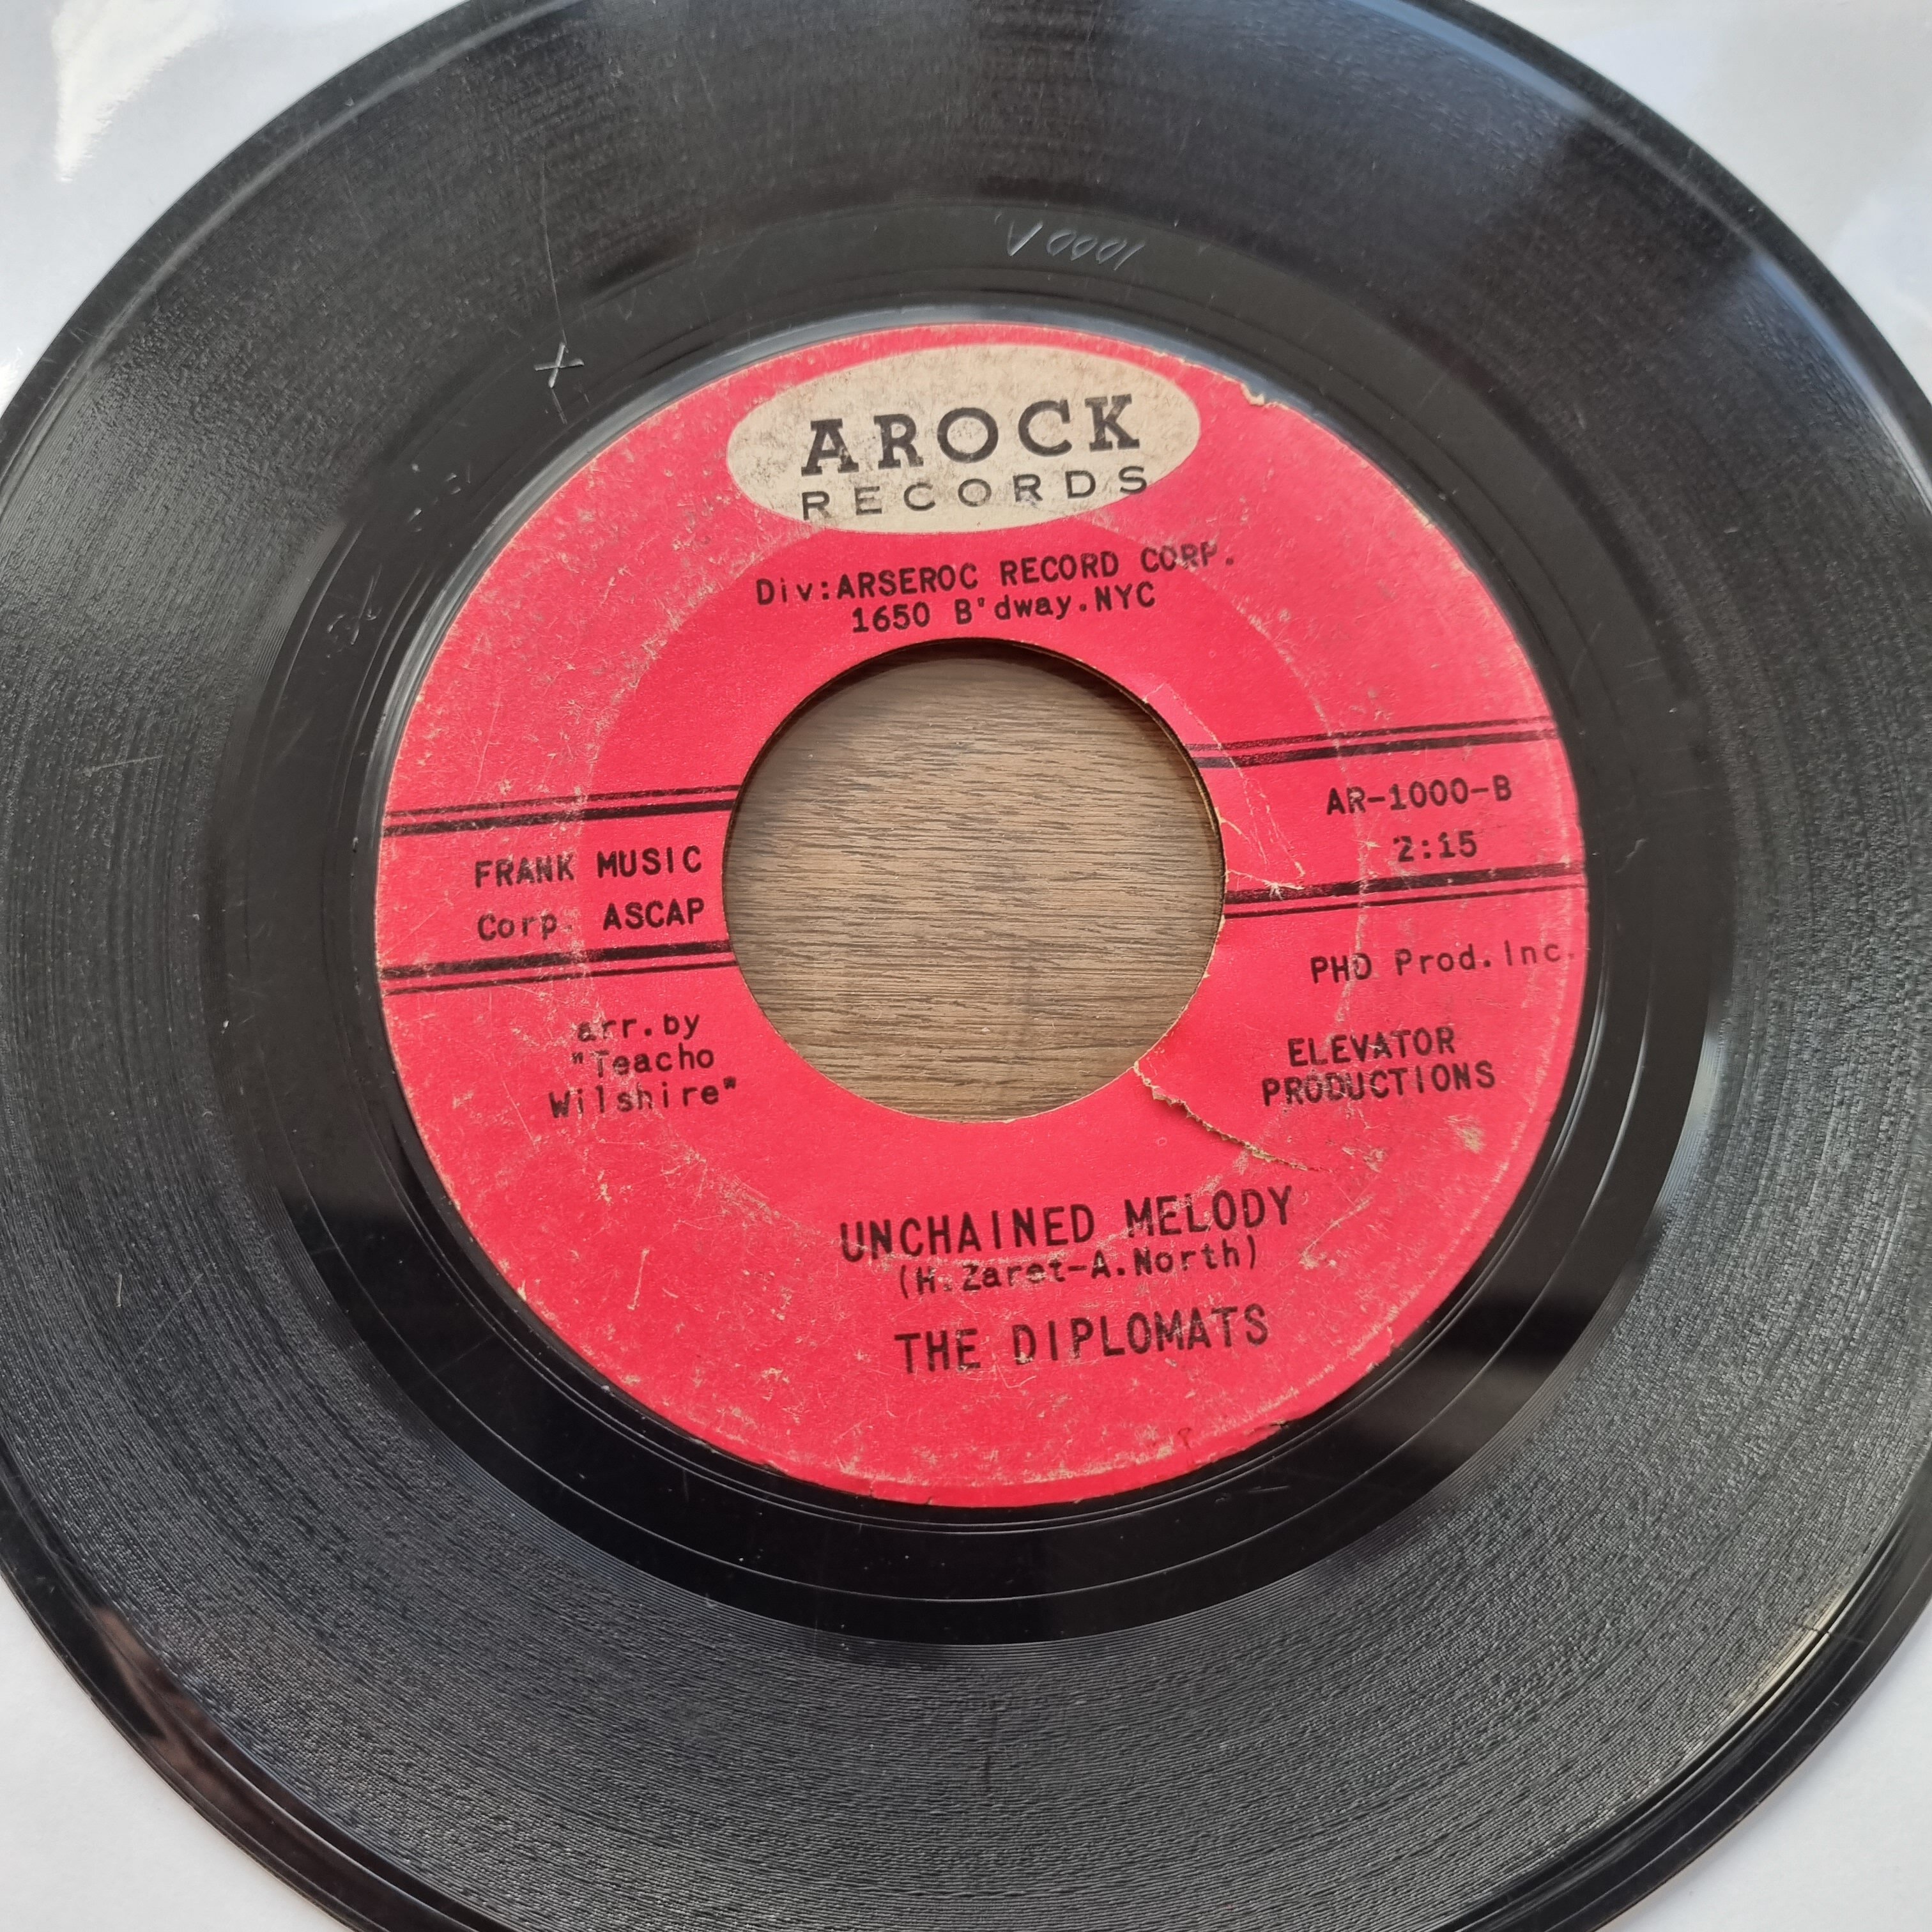 AROCK
RECORDS
Div:ARSEROC RECORD CORP.
1650 B'dway.NYC
FRANK MUSIC
Corp. ASCAP
AR-1000-B
2:15
PHD Prod.Inc.
arr.by
"Teacho
Wilshire"
ELEVATOR
PRODUCTIONS
UNCHAINED MELODY
(H.Zaret-A.North)
THE DIPLOMATS